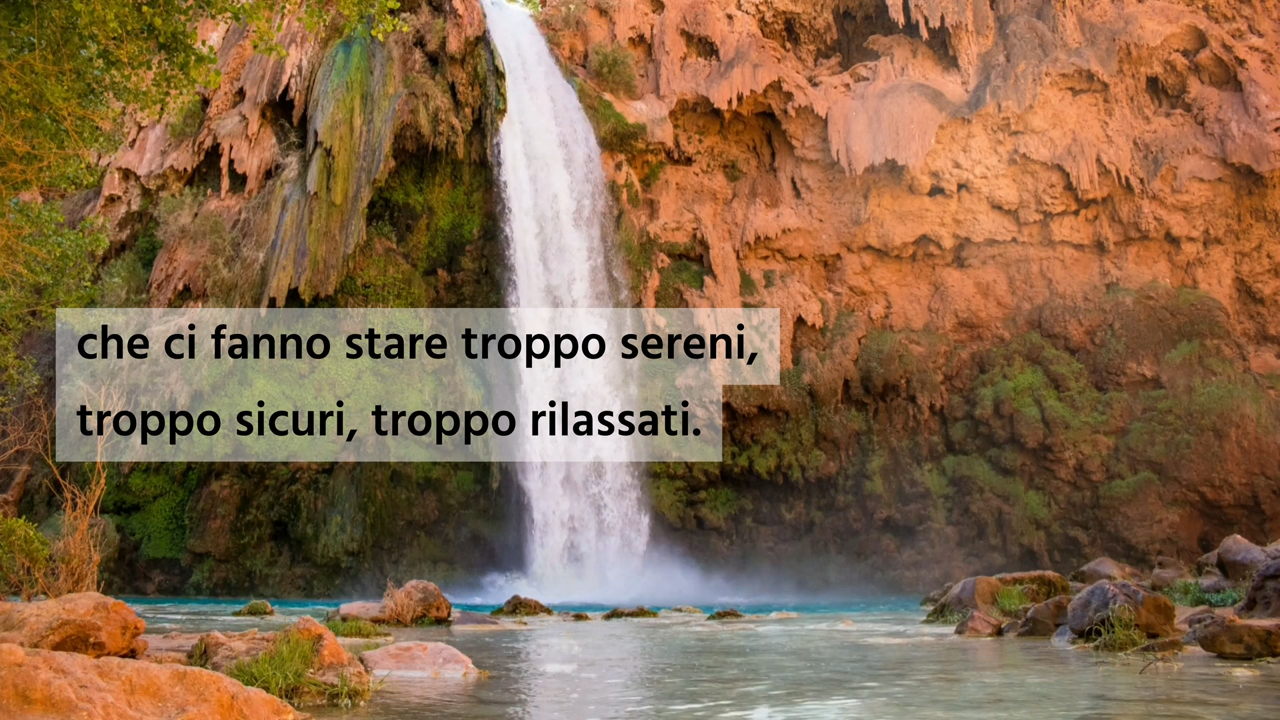 che ci fanno stare troppo sereni,
troppo sicuri, troppo rilassati.